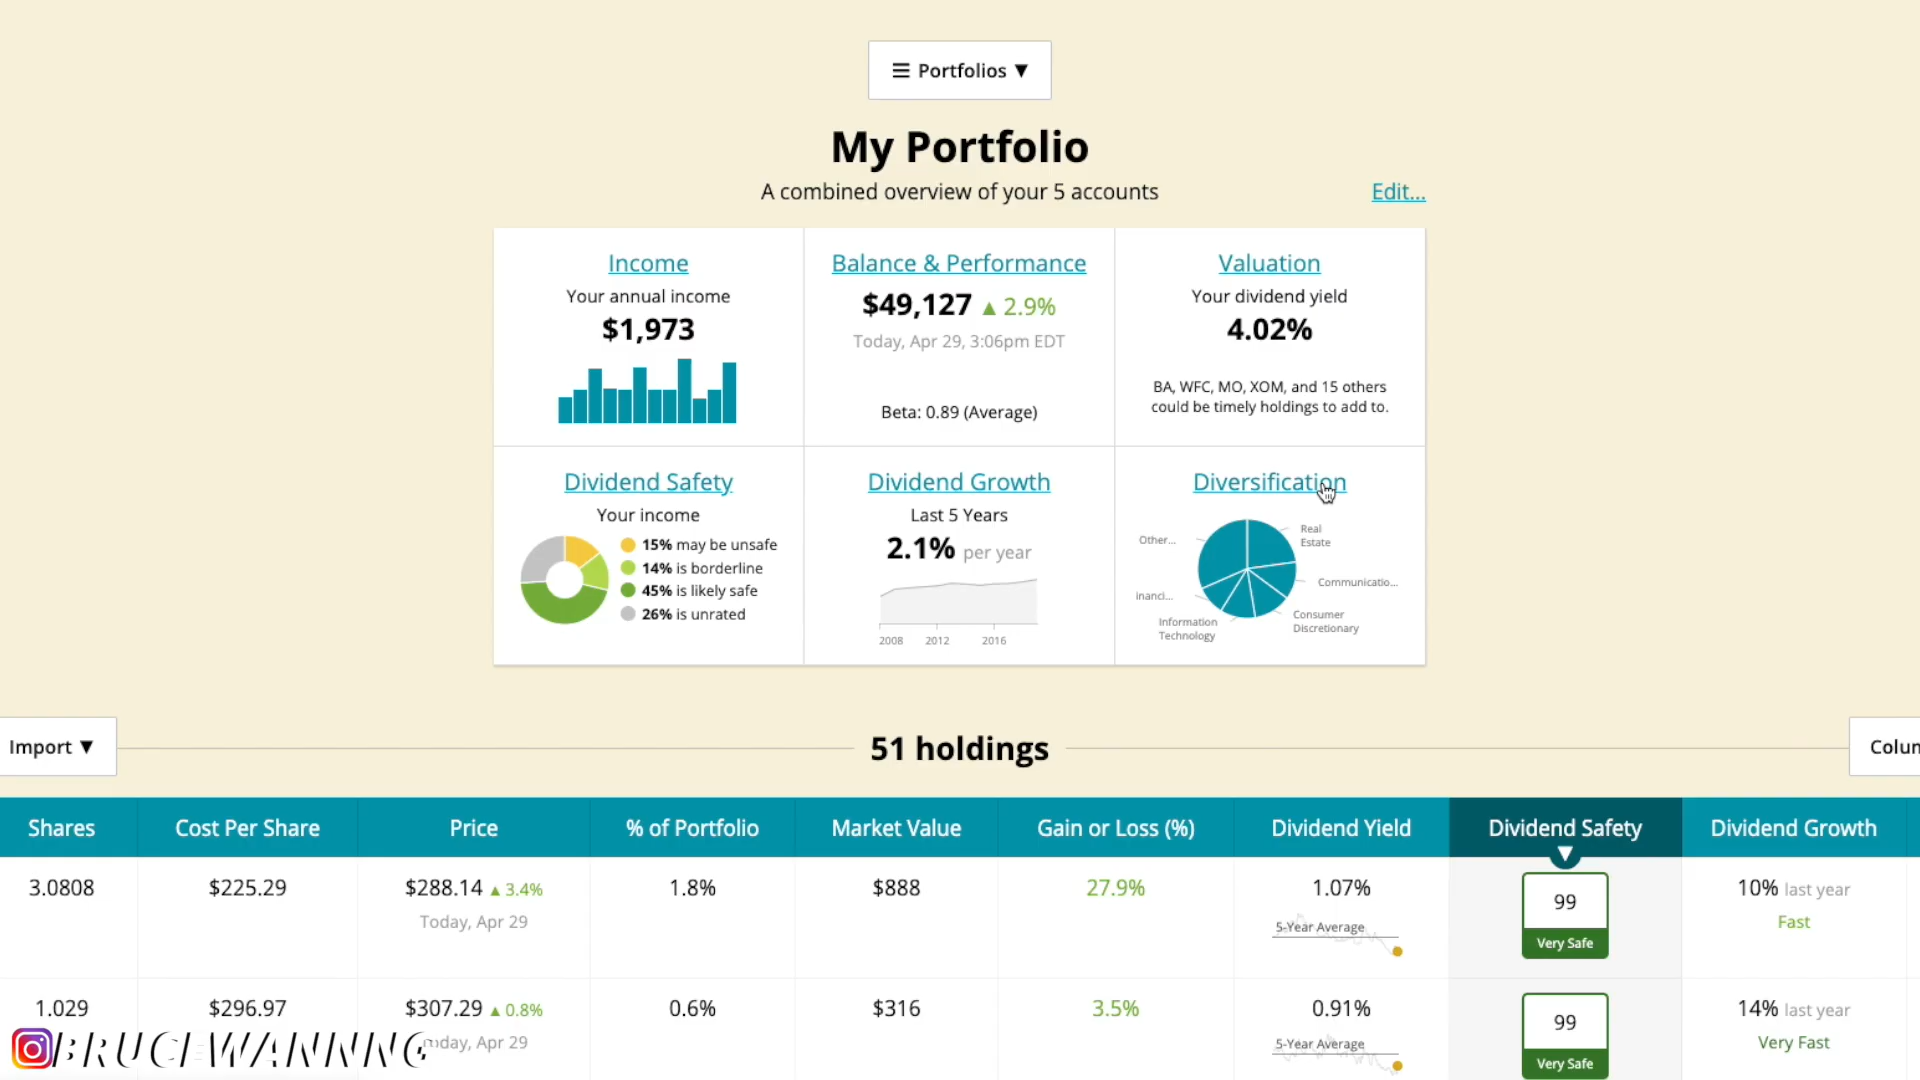 ☰ Portfolios ▼
My Portfolio
A combined overview of your 5 accounts
Edit...
Income
Your annual income
$1,973
Balance & Performance
$49,127 ▲ 2.9%
Today, Apr 29, 3:06pm EDT
Beta: 0.89 (Average)
Valuation
Your dividend yield
4.02%
BA, WFC, MO, XOM, and 15 others
could be timely holdings to add to.
Dividend Safety
Your income
15% may be unsafe
14% is borderline
45% is likely safe
26% is unrated
Dividend Growth
Last 5 Years
2.1% per year
2008 2012 2016
Diversification
Real
Estate
Other...
Communicatio...
inanci...
Consumer
Discretionary
Information
Technology
Import ▼
51 holdings
Colum
Shares Cost Per Share Price % of Portfolio Market Value Gain or Loss (%) Dividend Yield Dividend Safety Dividend Growth
3.0808 $225.29 $288.14 ▲ 3.4% 1.8% $888 27.9% 1.07% 99 10% last year
Today, Apr 29 5-Year Average Very Safe Fast
1.029 $296.97 $307.29 ▲ 0.8% 0.6% $316 3.5% 0.91% 99 14% last year
oday, Apr 29 5-Year Average Very Safe Very Fast
BRUCEWANNNG